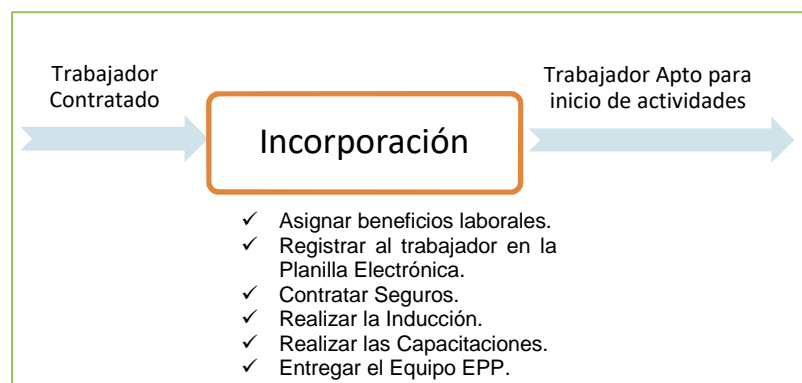 Trabajador
Contratado
Trabajador Apto para
inicio de actividades
Incorporación
✓ Asignar beneficios laborales.
✓ Registrar al trabajador en la
Planilla Electrónica.
✓ Contratar Seguros.
✓ Realizar la Inducción.
✓ Realizar las Capacitaciones.
✓ Entregar el Equipo EPP.